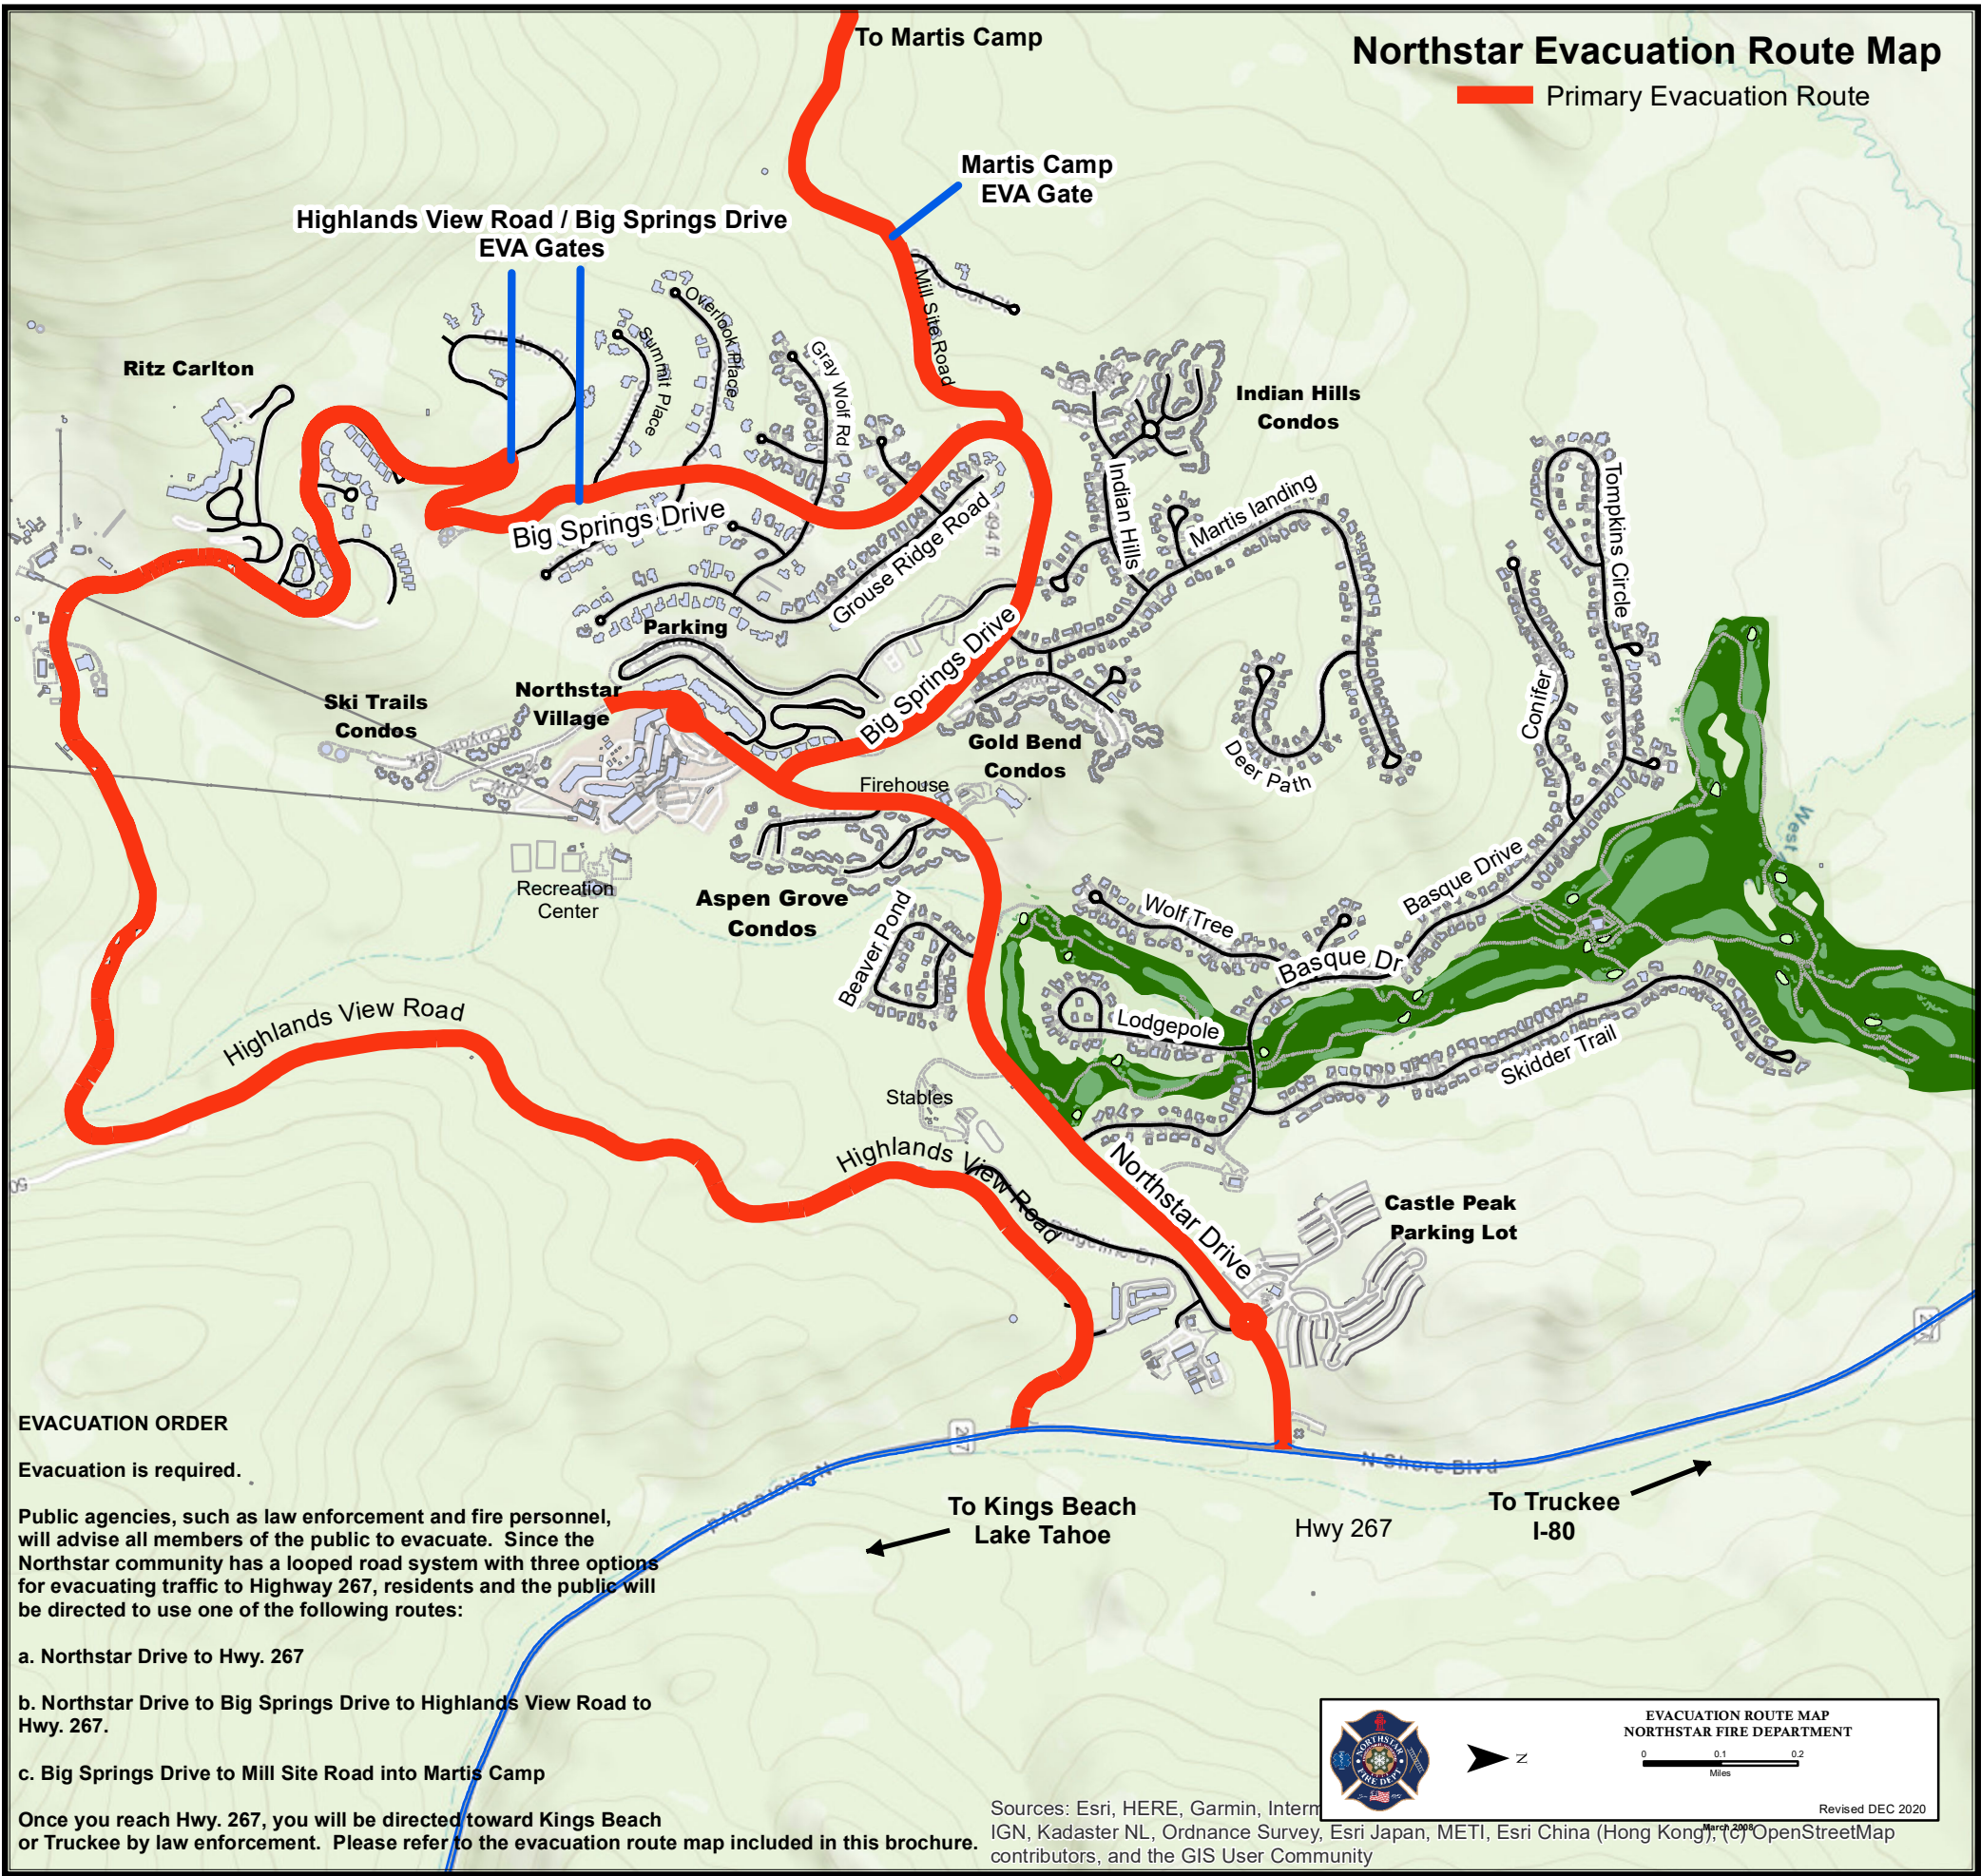 To Martis Camp
Northstar Evacuation Route Map
Primary Evacuation Route
Martis Camp
EVA Gate
Highlands View Road / Big Springs Drive
EVA Gates
Mill Site Road
Overlook Place
Summit Place
Gray Wolf Rd
Ritz Carlton
Indian Hills
Condos
Indian Hills
Martis landing
Tompkins Circle
Big Springs Drive
Grouse Ridge Road
Parking
Big Springs Drive
Conifer
Ski Trails
Condos
Northstar
Village
Gold Bend
Condos
Deer Path
Firehouse
Recreation
Center
Aspen Grove
Condos
Beaver Pond
Wolf Tree
Basque Drive
Basque Dr
West
Lodgepole
Skidder Trail
Highlands View Road
Stables
Highlands View Road
Northstar Drive
Ridgeline Dr
Castle Peak
Parking Lot
267
267
N Shore Blvd
N Shore Blvd
To Kings Beach
Lake Tahoe
Hwy 267
To Truckee
I-80
EVACUATION ORDER
Evacuation is required.
Public agencies, such as law enforcement and fire personnel,
will advise all members of the public to evacuate.  Since the
Northstar community has a looped road system with three options
for evacuating traffic to Highway 267, residents and the public will
be directed to use one of the following routes:
a. Northstar Drive to Hwy. 267
b. Northstar Drive to Big Springs Drive to Highlands View Road to
Hwy. 267.
c. Big Springs Drive to Mill Site Road into Martis Camp
Once you reach Hwy. 267, you will be directed toward Kings Beach
or Truckee by law enforcement.  Please refer to the evacuation route map included in this brochure.
EVACUATION ROUTE MAP
NORTHSTAR FIRE DEPARTMENT
NORTHSTAR
FIRE DEPT
N
0 0.1 0.2
Miles
Revised DEC 2020
March 2008
Sources: Esri, HERE, Garmin, Interm
IGN, Kadaster NL, Ordnance Survey, Esri Japan, METI, Esri China (Hong Kong), (c) OpenStreetMap
contributors, and the GIS User Community